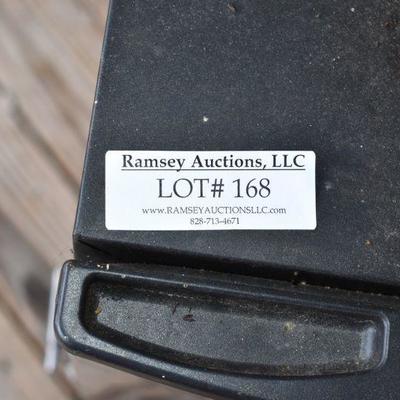 Ramsey Auctions, LLC
LOT# 168
www.RAMSEYAUCTIONSLLC.com
828-713-4671